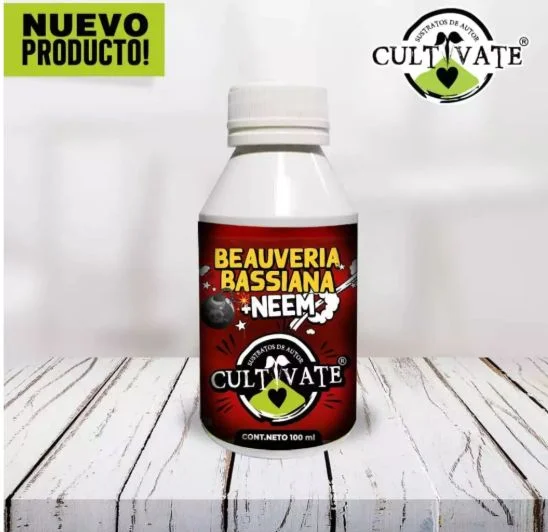 NUEVO
PRODUCTO!
SUSTRATOS DE AUTOR
CULTIVATE®
BEAUVERIA
BASSIANA
+NEEM
SUSTRATOS DE AUTOR
CULTIVATE®
CONT.NETO 100 ml